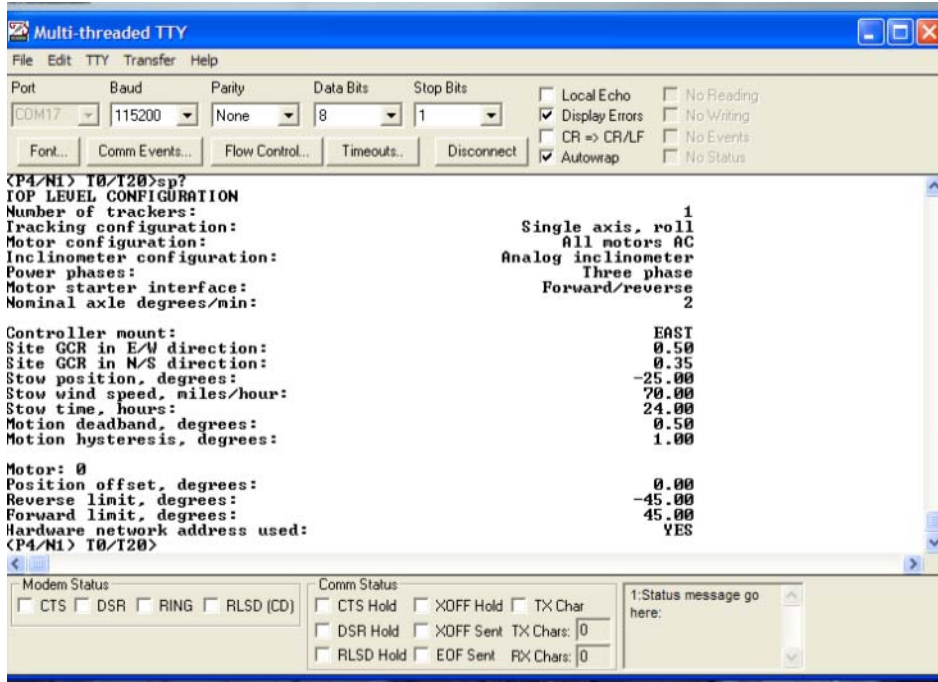 Multi-threaded TTY
File Edit TTY Transfer Help
Port Baud Parity Data Bits Stop Bits
COM17 115200 None 8 1
Local Echo No Reading
Display Errors No Writing
CR => CR/LF No Events
Autowrap No Status
Font... Comm Events... Flow Control... Timeouts.. Disconnect
<P4/N1> T0/T20>sp?
TOP LEVEL CONFIGURATION
Number of trackers: 1
Tracking configuration: Single axis, roll
Motor configuration: All motors AC
Inclinometer configuration: Analog inclinometer
Power phases: Three phase
Motor starter interface: Forward/reverse
Nominal axle degrees/min: 2
Controller mount: EAST
Site GCR in E/W direction: 0.50
Site GCR in N/S direction: 0.35
Stow position, degrees: -25.00
Stow wind speed, miles/hour: 70.00
Stow time, hours: 24.00
Motion deadband, degrees: 0.50
Motion hysteresis, degrees: 1.00
Motor: 0
Position offset, degrees: 0.00
Reverse limit, degrees: -45.00
Forward limit, degrees: 45.00
Hardware network address used: YES
<P4/N1> T0/T20>
Modem Status
CTS DSR RING RLSD (CD)
Comm Status
CTS Hold XOFF Hold TX Char
DSR Hold XOFF Sent TX Chars: 0
RLSD Hold EOF Sent RX Chars: 0
1:Status message go
here: